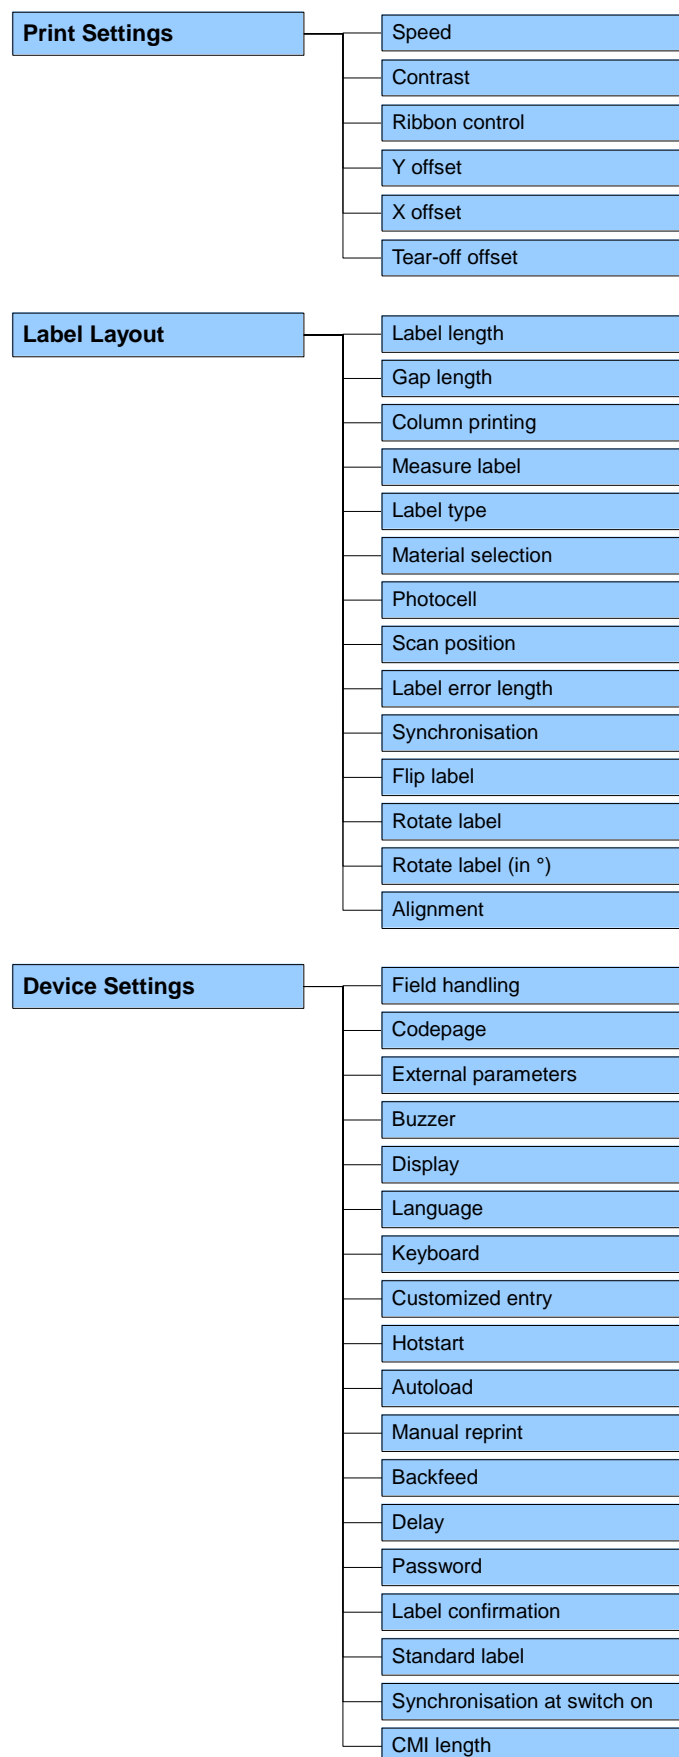 Print Settings
Speed
Contrast
Ribbon control
Y offset
X offset
Tear-off offset
Label Layout
Label length
Gap length
Column printing
Measure label
Label type
Material selection
Photocell
Scan position
Label error length
Synchronisation
Flip label
Rotate label
Rotate label (in °)
Alignment
Device Settings
Field handling
Codepage
External parameters
Buzzer
Display
Language
Keyboard
Customized entry
Hotstart
Autoload
Manual reprint
Backfeed
Delay
Password
Label confirmation
Standard label
Synchronisation at switch on
CMI length